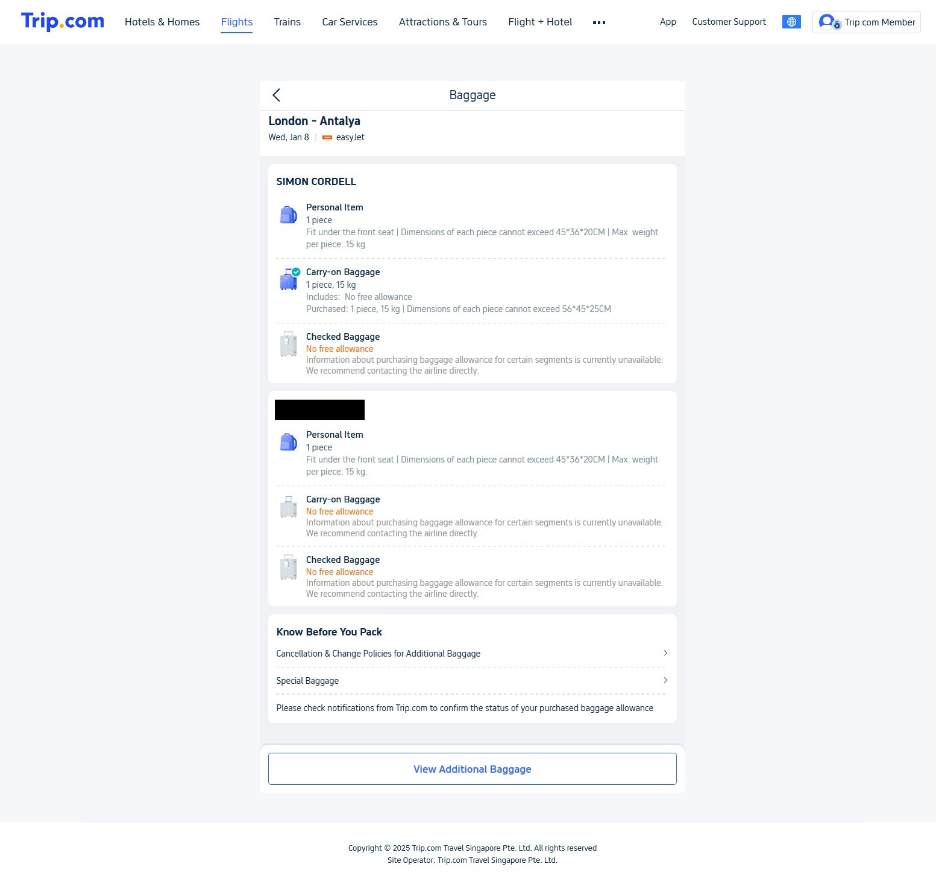 Trip.com
Hotels & Homes
Flights
Trains
Car Services
Attractions & Tours
Flight + Hotel
App
Customer Support
Trip.com Member
Baggage
London - Antalya
Wed, Jan 8 | easyJet
SIMON CORDELL
Personal Item
1 piece
Fit under the front seat | Dimensions of each piece cannot exceed 45*36*20CM | Max. weight
per piece: 15 kg.
Carry-on Baggage
1 piece, 15 kg
Includes: No free allowance
Purchased: 1 piece, 15 kg | Dimensions of each piece cannot exceed 56*45*25CM
Checked Baggage
No free allowance
Information about purchasing baggage allowance for certain segments is currently unavailable.
We recommend contacting the airline directly.
Personal Item
1 piece
Fit under the front seat | Dimensions of each piece cannot exceed 45*36*20CM | Max. weight
per piece: 15 kg.
Carry-on Baggage
No free allowance
Information about purchasing baggage allowance for certain segments is currently unavailable.
We recommend contacting the airline directly.
Checked Baggage
No free allowance
Information about purchasing baggage allowance for certain segments is currently unavailable.
We recommend contacting the airline directly.
Know Before You Pack
Cancellation & Change Policies for Additional Baggage
Special Baggage
Please check notifications from Trip.com to confirm the status of your purchased baggage allowance
View Additional Baggage
Copyright © 2025 Trip.com Travel Singapore Pte. Ltd. All rights reserved
Site Operator: Trip.com Travel Singapore Pte. Ltd.